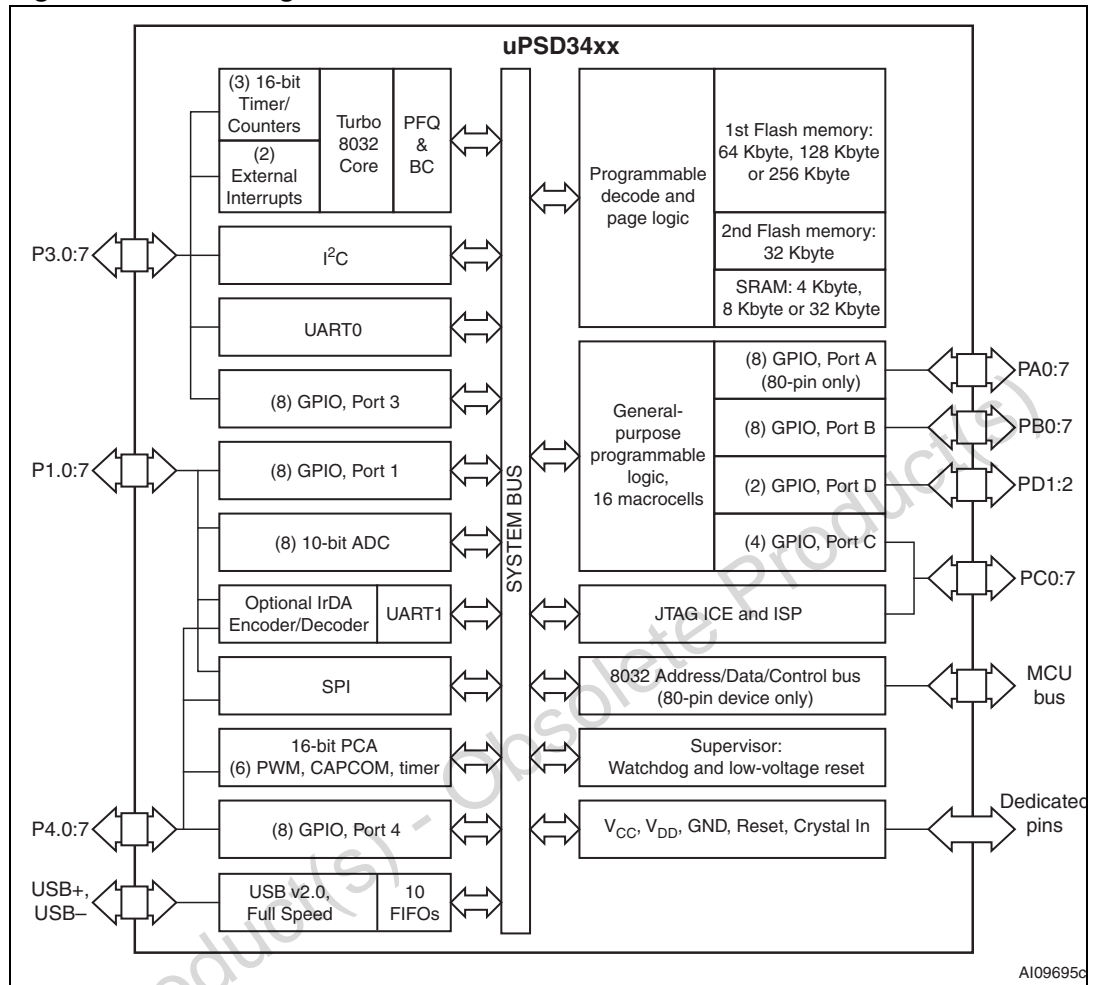 uPSD34xx
(3) 16-bit
Timer/
Counters
(2)
External
Interrupts
Turbo
8032
Core
PFQ
&
BC
P3.0:7
I2C
UART0
(8) GPIO, Port 3
P1.0:7
(8) GPIO, Port 1
(8) 10-bit ADC
Optional IrDA
Encoder/Decoder
UART1
SPI
16-bit PCA
(6) PWM, CAPCOM, timer
P4.0:7
(8) GPIO, Port 4
USB+,
USB–
USB v2.0,
Full Speed
10
FIFOs
SYSTEM BUS
Programmable
decode and
page logic
1st Flash memory:
64 Kbyte, 128 Kbyte
or 256 Kbyte
2nd Flash memory:
32 Kbyte
SRAM: 4 Kbyte,
8 Kbyte or 32 Kbyte
General-
purpose
programmable
logic,
16 macrocells
(8) GPIO, Port A
(80-pin only)
PA0:7
(8) GPIO, Port B
PB0:7
(2) GPIO, Port D
PD1:2
(4) GPIO, Port C
PC0:7
JTAG ICE and ISP
8032 Address/Data/Control bus
(80-pin device only)
MCU
bus
Supervisor:
Watchdog and low-voltage reset
VCC, VDD, GND, Reset, Crystal In
Dedicated
pins
AI09695c
Product(s) - Obsolete Product(s)